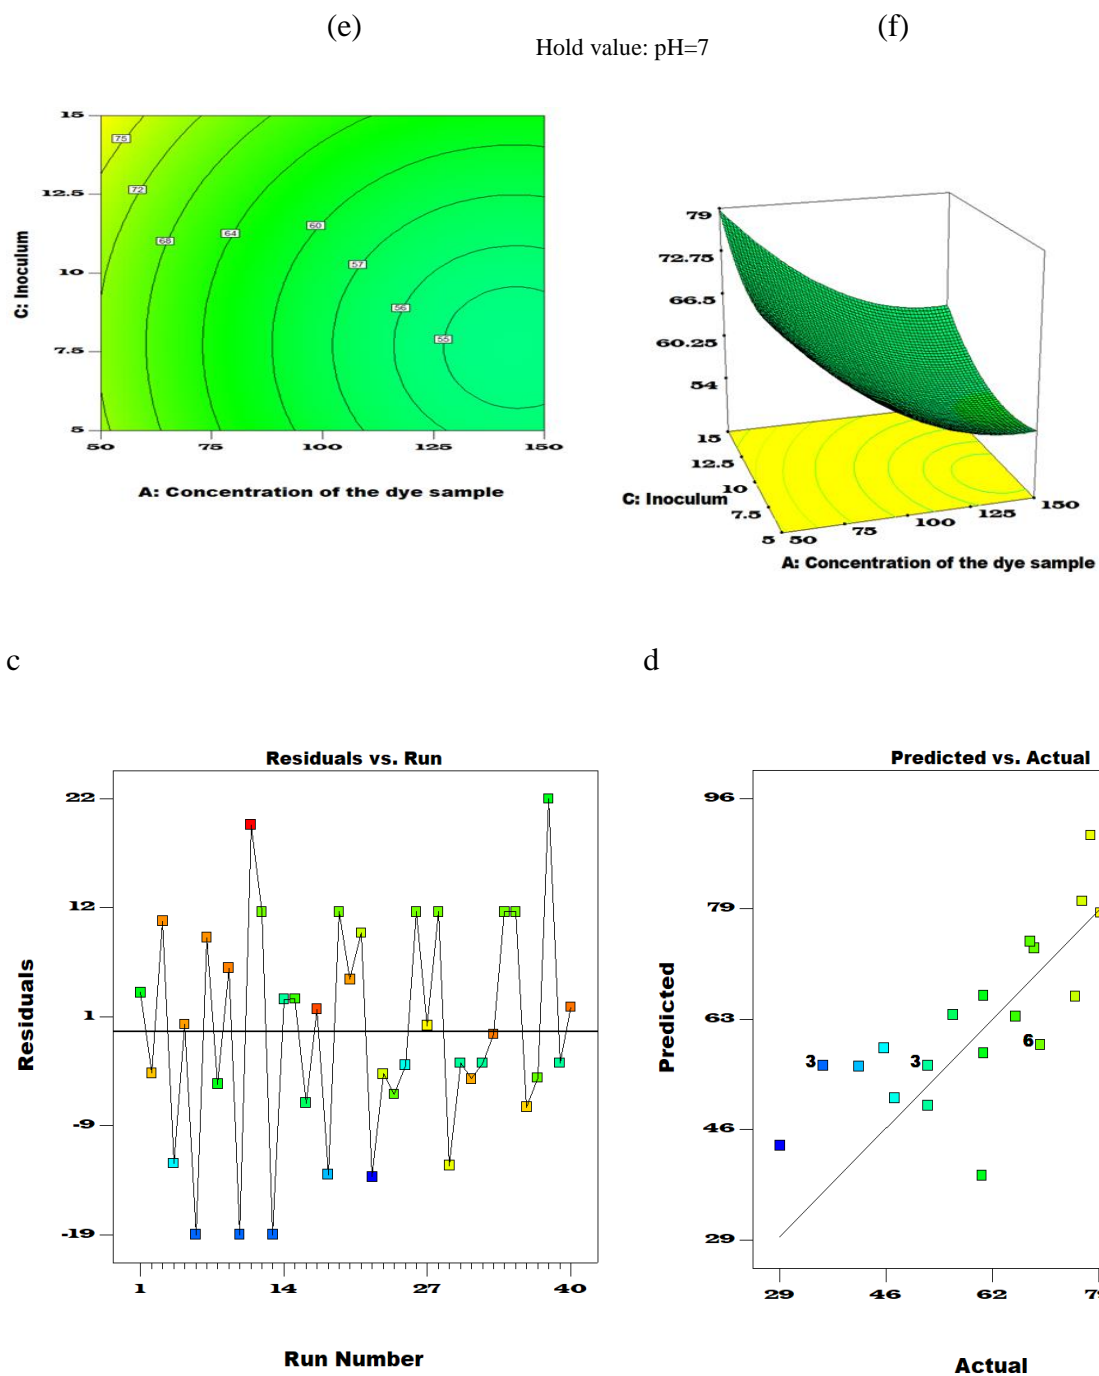 (e) (f)
Hold value: pH=7
15
12.5
10
7.5
5
C: Inoculum
75
72
68
64
60
57
56
55
50 75 100 125 150
A: Concentration of the dye sample
79
72.75
66.5
60.25
54
15
12.5
10
7.5
5
C: Inoculum
50 75 100 125 150
A: Concentration of the dye sample
c d
Residuals vs. Run
22
12
1
-9
-19
Residuals
1 14 27 40
Run Number
Predicted vs. Actual
96
79
63
46
29
Predicted
3
3
6
29 46 62
Actual